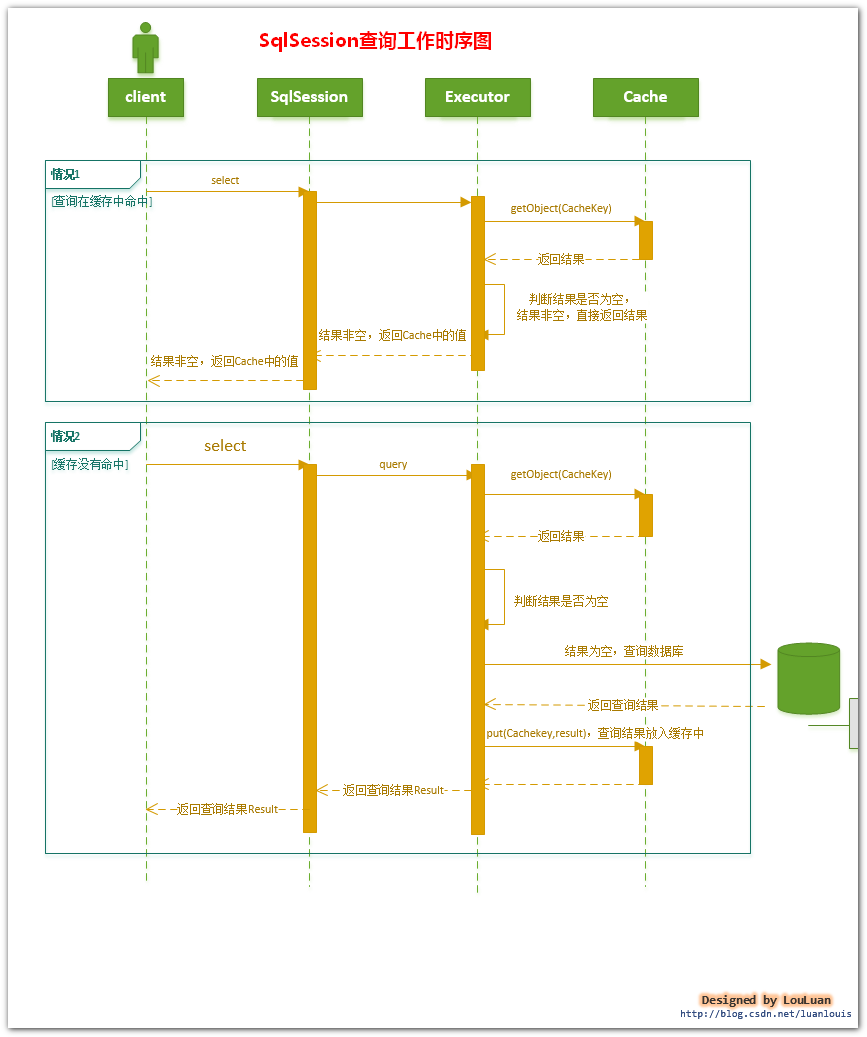 SqlSession查询工作时序图
client
SqlSession
Executor
Cache
情况1
[查询在缓存中命中]
select
getObject(CacheKey)
返回结果
判断结果是否为空，
结果非空，直接返回结果
结果非空，返回Cache中的值
结果非空，返回Cache中的值
情况2
[缓存没有命中]
select
query
getObject(CacheKey)
返回结果
判断结果是否为空
结果为空，查询数据库
返回查询结果
put(Cachekey,result)，查询结果放入缓存中
返回查询结果Result
返回查询结果Result
Designed by LouLuan
http://blog.csdn.net/luanlouis